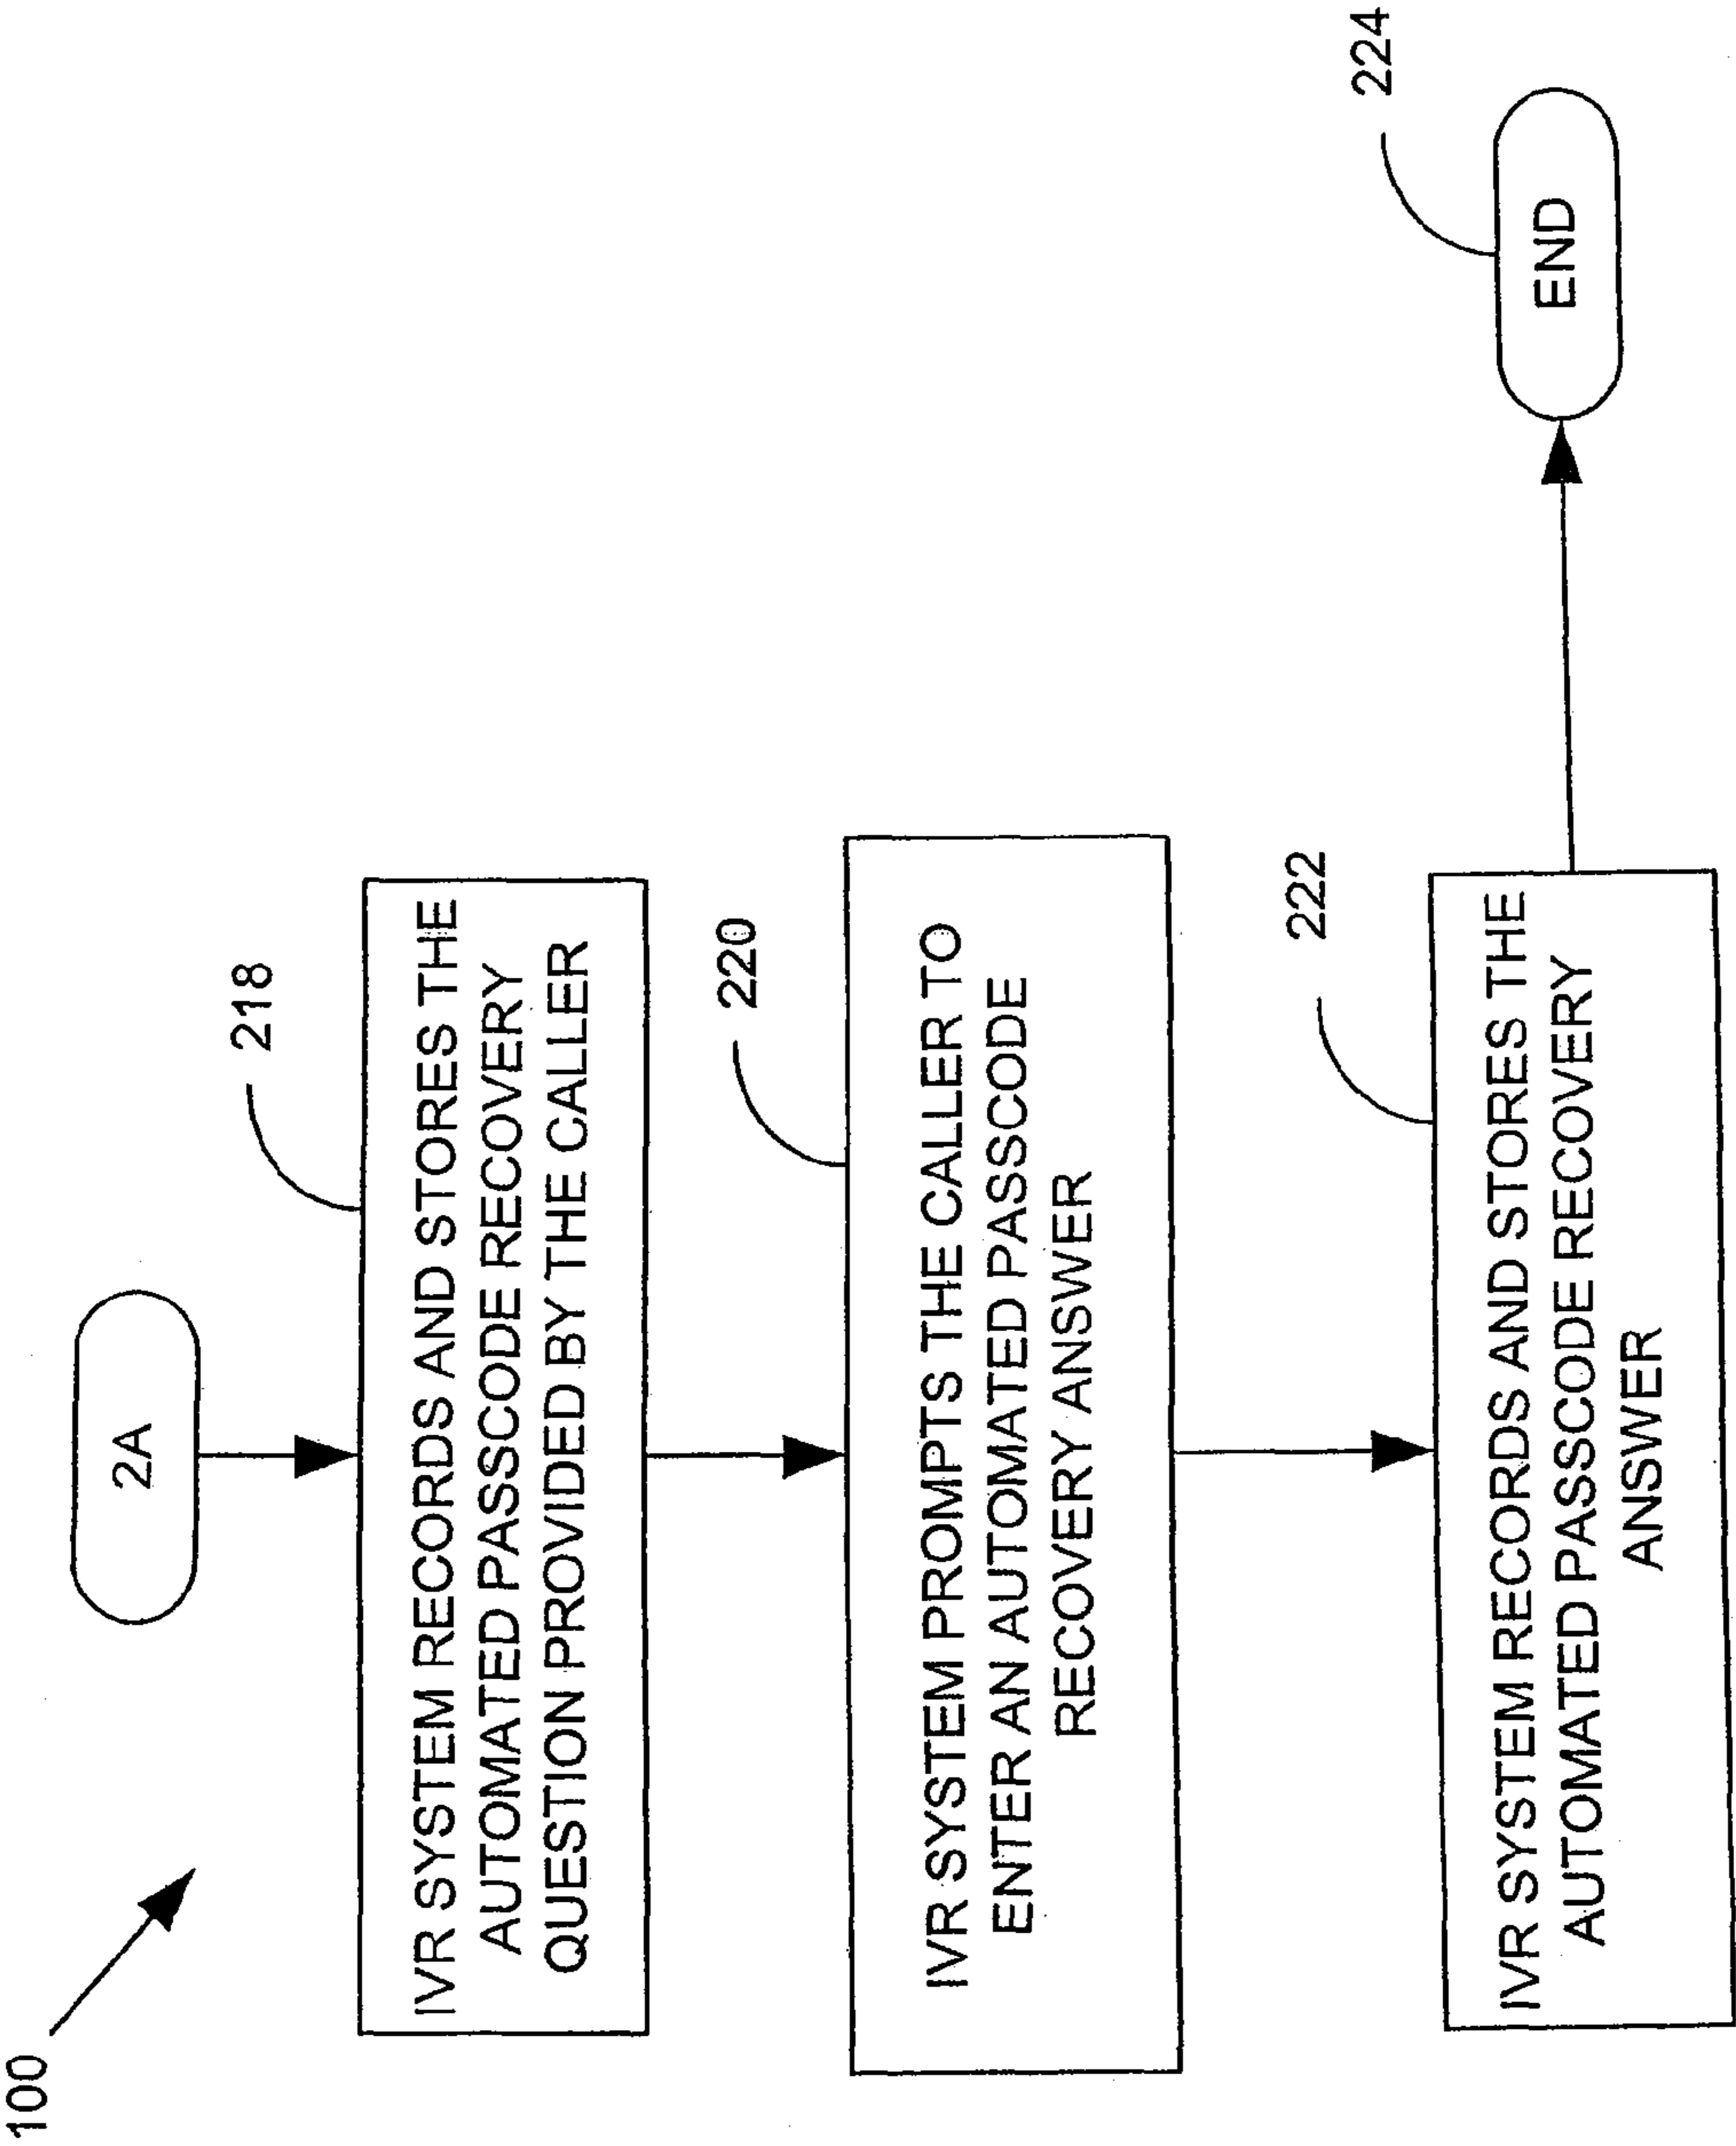 100
2A
218
IVR SYSTEM RECORDS AND STORES THE
AUTOMATED PASSCODE RECOVERY
QUESTION PROVIDED BY THE CALLER
220
IVR SYSTEM PROMPTS THE CALLER TO
ENTER AN AUTOMATED PASSCODE
RECOVERY ANSWER
222
IVR SYSTEM RECORDS AND STORES THE
AUTOMATED PASSCODE RECOVERY
ANSWER
224
END